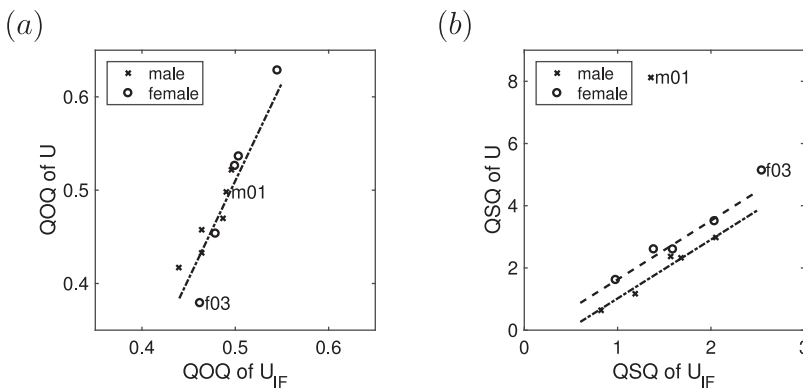 (a)
QOQ of U
0.6
0.5
0.4
male
female
m01
f03
0.4 0.5 0.6
QOQ of U_IF
(b)
QSQ of U
8
6
4
2
0
male
female
m01
f03
0 1 2 3
QSQ of U_IF